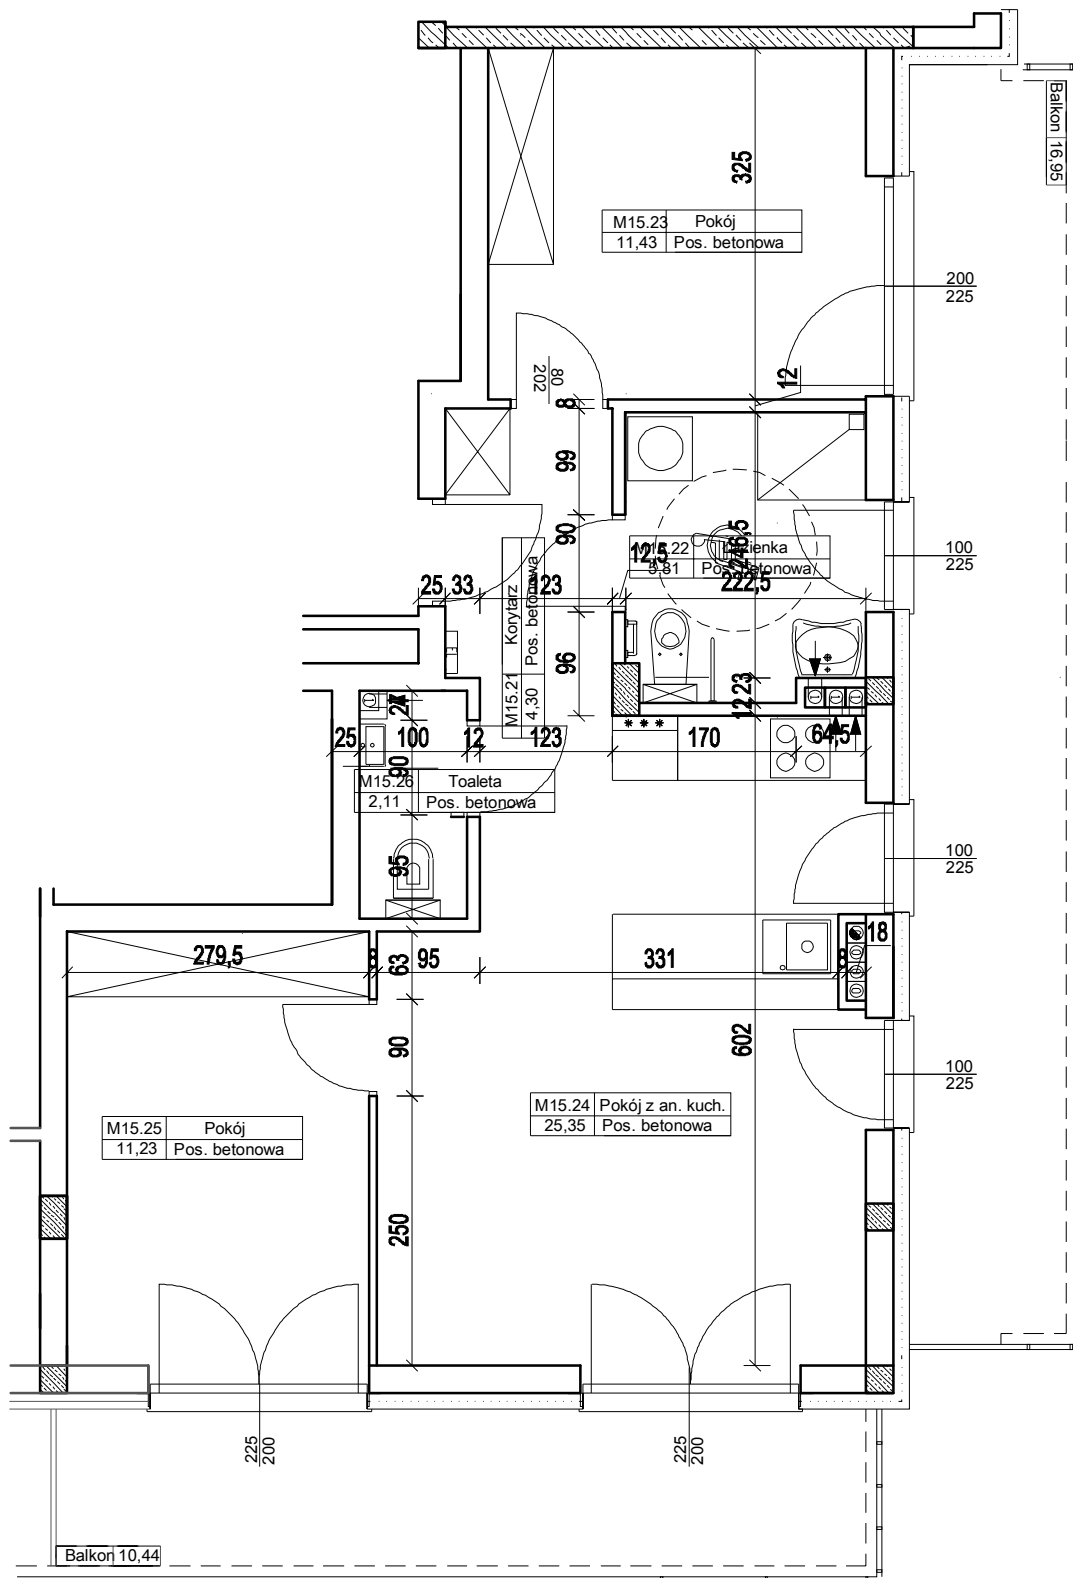 Balkon 16,95
325
M15.23 Pokój
11,43 Pos. betonowa
200
225
80
202
12
8
99
90
M15.22 Łazienka
5,81 Pos. betonowa
246,5
100
225
12,5
25 33 123 222,5
M15.21 Korytarz
4,30 Pos. betonowa
96
23
12
24
25 100 12 123 170 64,5
90
M15.26 Toaleta
2,11 Pos. betonowa
95
100
225
279,5 8 63 95 331 8 18
90
602
100
225
M15.24 Pokój z an. kuch.
25,35 Pos. betonowa
M15.25 Pokój
11,23 Pos. betonowa
250
225
200
225
200
Balkon 10,44